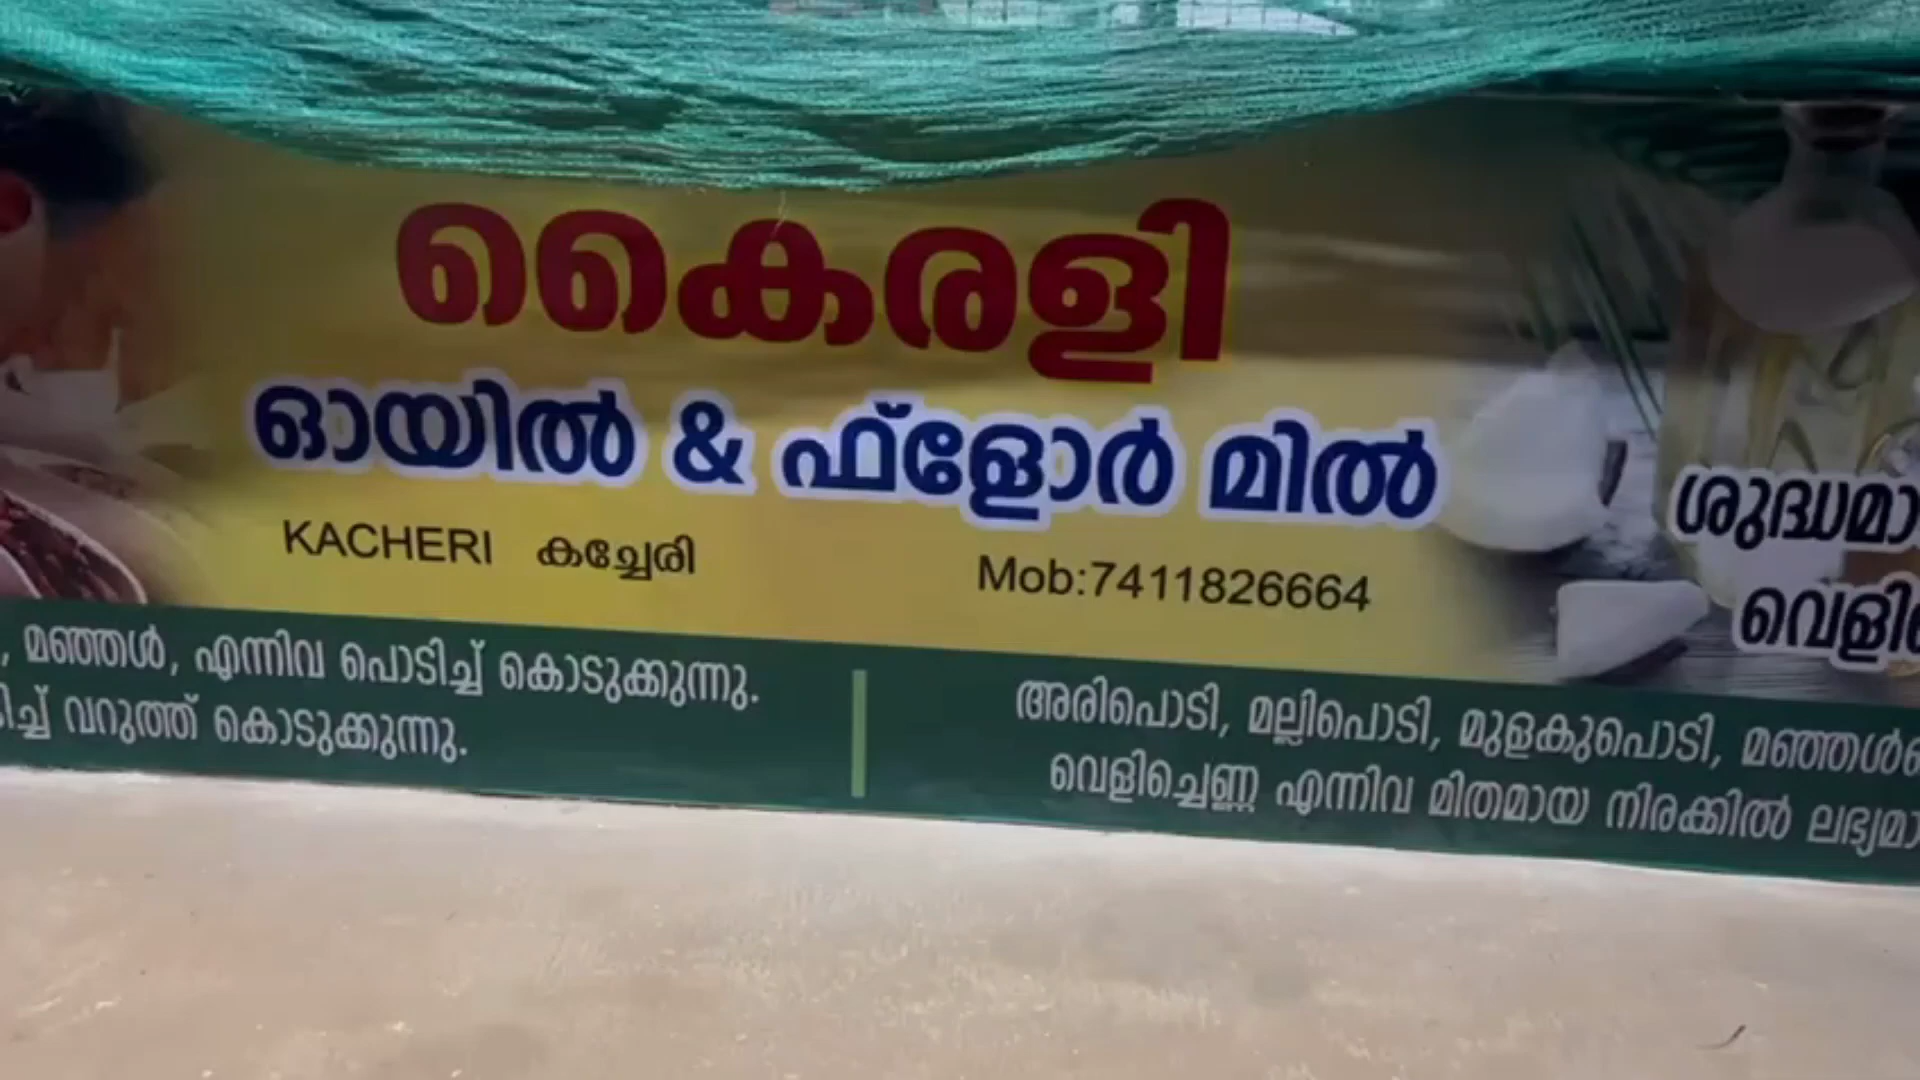 കൈരളി
ഓയിൽ & ഫ്ളോർ മിൽ
KACHERI കച്ചേരി Mob:7411826664
ശുദ്ധമാ
വെളി
, മഞ്ഞൾ, എന്നിവ പൊടിച്ച് കൊടുക്കുന്നു.
വറുത്ത് കൊടുക്കുന്നു.
അരിപൊടി, മല്ലിപൊടി, മുളകുപൊടി, മഞ്ഞൾ
വെളിച്ചെണ്ണ എന്നിവ മിതമായ നിരക്കിൽ ലഭ്യമാ